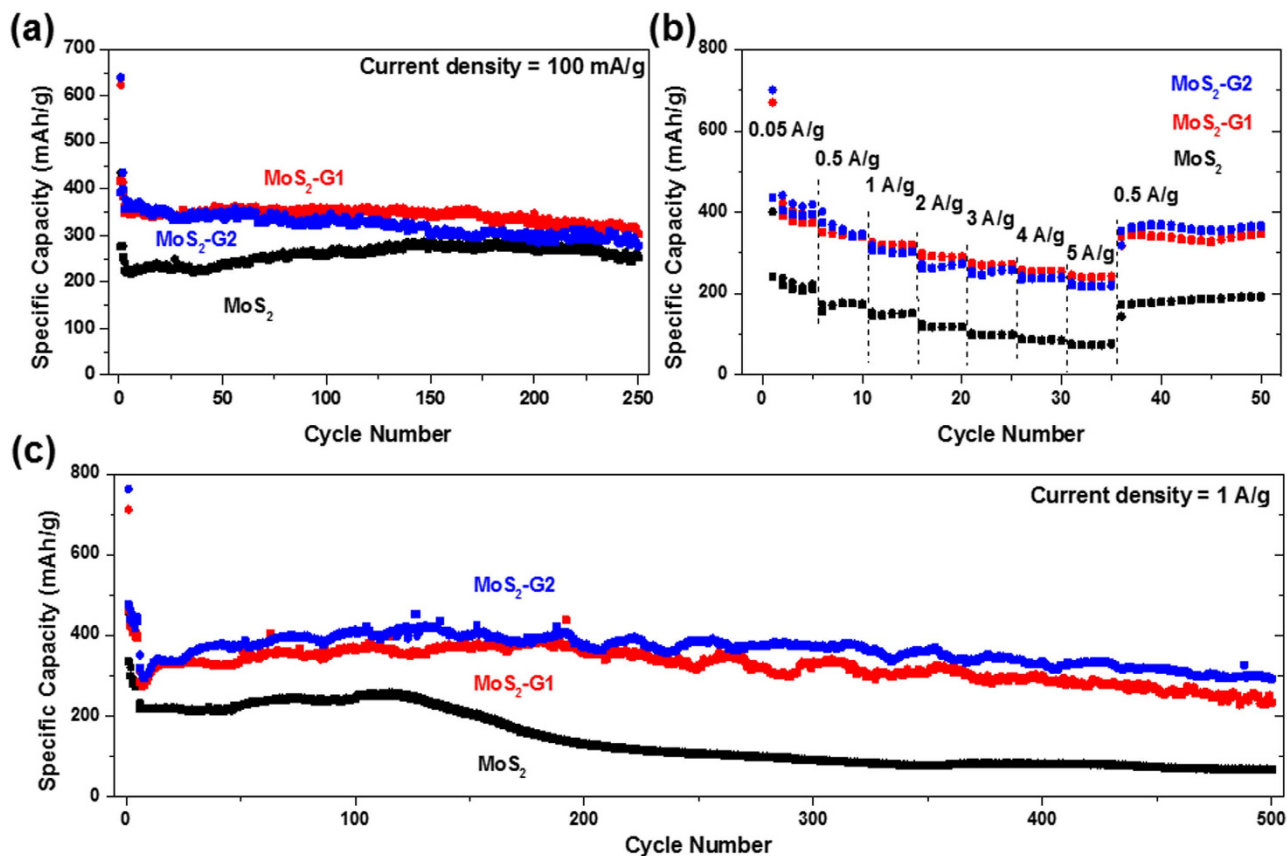 (a)
700
600
500
400
300
200
100
0
Specific Capacity (mAh/g)
Current density = 100 mA/g
MoS2-G1
MoS2-G2
MoS2
0 50 100 150 200 250
Cycle Number
(b)
800
600
400
200
0
Specific Capacity (mAh/g)
MoS2-G2
MoS2-G1
MoS2
0.05 A/g
0.5 A/g
1 A/g
2 A/g
3 A/g
4 A/g
5 A/g
0.5 A/g
0 10 20 30 40 50
Cycle Number
(c)
800
600
400
200
0
Specific Capacity (mAh/g)
Current density = 1 A/g
MoS2-G2
MoS2-G1
MoS2
0 100 200 300 400 500
Cycle Number